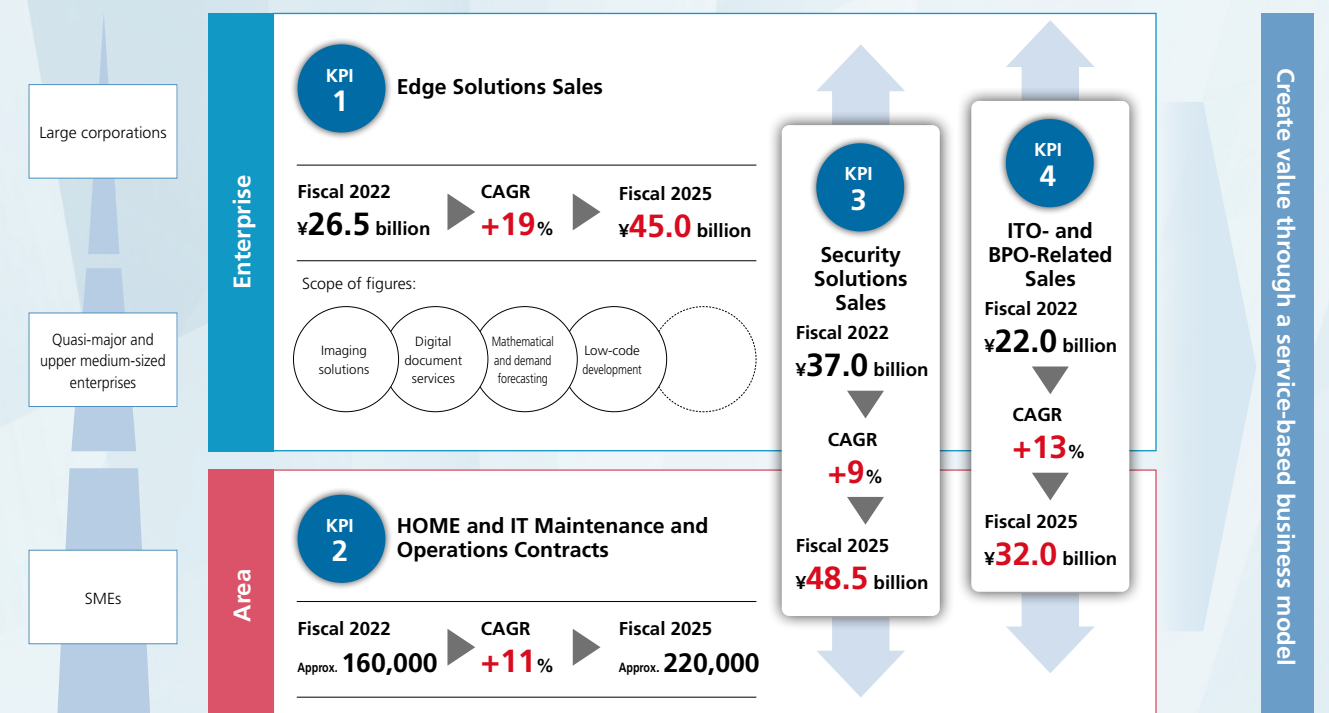 Large corporations
Quasi-major and
upper medium-sized
enterprises
SMEs
Enterprise
KPI
1
Edge Solutions Sales
Fiscal 2022
¥26.5 billion
CAGR
+19%
Fiscal 2025
¥45.0 billion
Scope of figures:
Imaging
solutions
Digital
document
services
Mathematical
and demand
forecasting
Low-code
development
Area
KPI
2
HOME and IT Maintenance and
Operations Contracts
Fiscal 2022
Approx. 160,000
CAGR
+11%
Fiscal 2025
Approx. 220,000
KPI
3
Security
Solutions
Sales
Fiscal 2022
¥37.0 billion
CAGR
+9%
Fiscal 2025
¥48.5 billion
KPI
4
ITO- and
BPO-Related
Sales
Fiscal 2022
¥22.0 billion
CAGR
+13%
Fiscal 2025
¥32.0 billion
Create value through a service-based business model